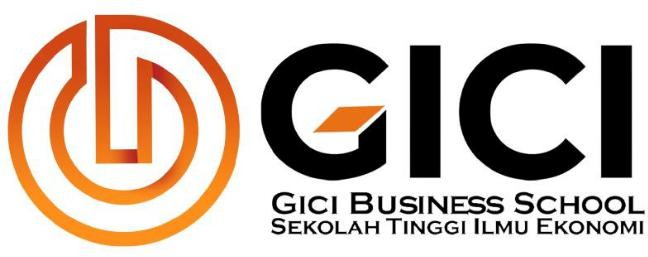 GICI
GICI BUSINESS SCHOOL
SEKOLAH TINGGI ILMU EKONOMI